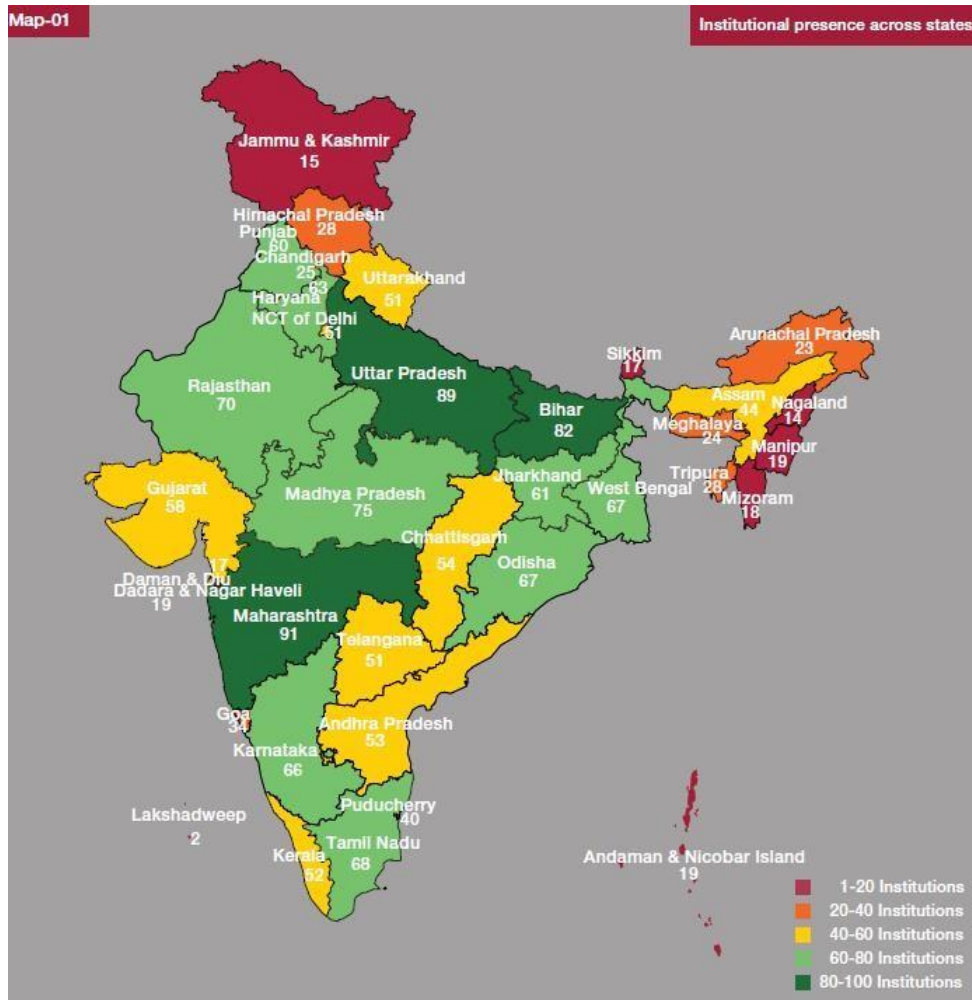 Map-01
Institutional presence across states
Jammu & Kashmir
15
Himachal Pradesh
28
Punjab
60
Chandigarh
25
63
Haryana
Uttarakhand
51
NCT of Delhi
51
Rajasthan
70
Uttar Pradesh
89
Bihar
82
Sikkim
17
Arunachal Pradesh
23
Assam
44
Nagaland
14
Meghalaya
24
Manipur
19
Tripura
28
Mizoram
18
Gujarat
58
Madhya Pradesh
75
Jharkhand
61
West Bengal
67
Chhattisgarh
54
Odisha
67
17
Daman & Diu
Dadara & Nagar Haveli
19
Maharashtra
91
Telangana
51
Goa
34
Andhra Pradesh
53
Karnataka
66
Lakshadweep
2
Puducherry
40
Tamil Nadu
68
Kerala
52
Andaman & Nicobar Island
19
1-20 Institutions
20-40 Institutions
40-60 Institutions
60-80 Institutions
80-100 Institutions